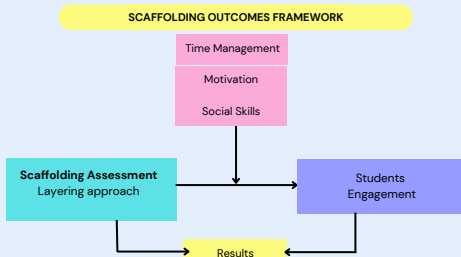 SCAFFOLDING OUTCOMES FRAMEWORK
Time Management
Motivation
Social Skills
Scaffolding Assessment
Layering approach
Students
Engagement
Results